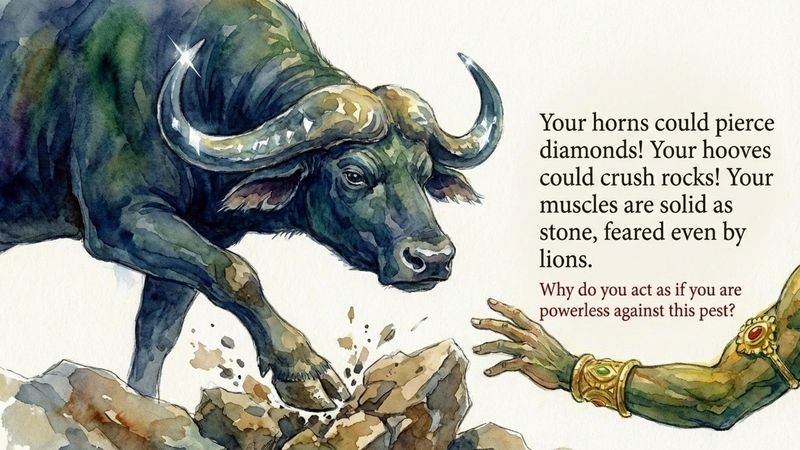 Your horns could pierce
diamonds! Your hooves
could crush rocks! Your
muscles are solid as
stone, feared even by
lions.
Why do you act as if you are
powerless against this pest?